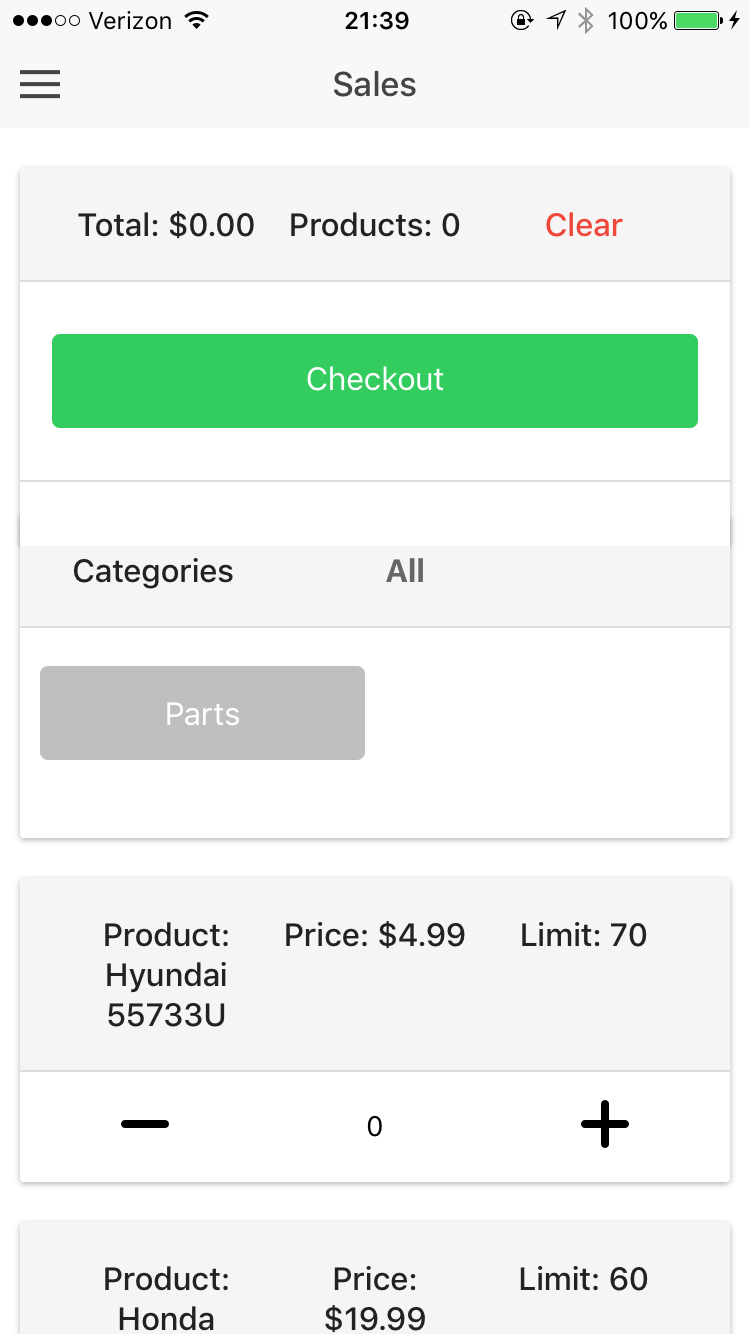 Verizon 21:39 100%
Sales
Total: $0.00 Products: 0 Clear
Checkout
Categories All
Parts
Product: Price: $4.99 Limit: 70
Hyundai
55733U
0
Product: Price: Limit: 60
Honda $19.99